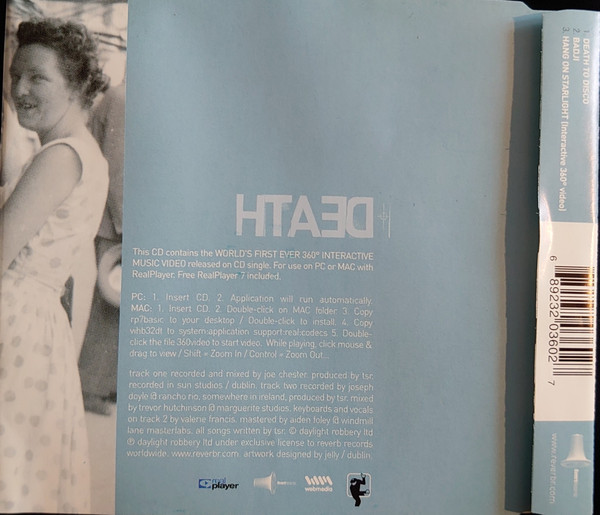 DEATH
This CD contains the WORLD'S FIRST EVER 360º INTERACTIVE
MUSIC VIDEO released on CD single. For use on PC or MAC with
RealPlayer. Free RealPlayer 7 included.
PC: 1. Insert CD. 2. Application will run automatically.
MAC: 1. Insert CD. 2. Double-click on MAC folder 3. Copy
rp7basic to your desktop / Double-click to install. 4. Copy
vihb32dt to system:application support:real:codecs 5. Double-
click the file 360video to start video. While playing, click mouse &
drag to view / Shift = Zoom In / Control = Zoom Out...
track one recorded and mixed by joe chester. produced by tsr.
recorded in sun studios / dublin. track two recorded by joseph
doyle @ rancho rio, somewhere in ireland, produced by tsr. mixed
by trevor hutchinson @ marguerite studios. keyboards and vocals
on track 2 by valerie francis. mastered by aiden foley @ windmill
lane masterlabs. all songs written by tsr. © daylight robbery ltd
℗ daylight robbery ltd under exclusive license to reverb records
worldwide. www.reverbr.com. artwork designed by jelly / dublin.
real
player
webmedia
1. DEATH TO DISCO
2. BADJI
3. HANG ON STARLIGHT (Interactive 360º video)
6 89232 03602 7
www.reverbr.com